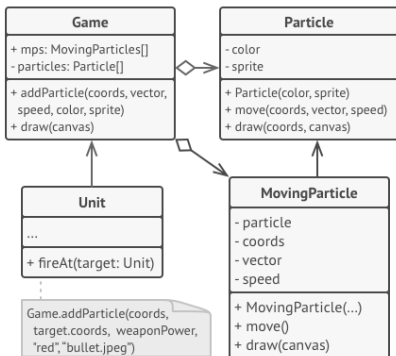 Game
+ mps: MovingParticles[]
- particles: Particle[]
+ addParticle(coords, vector,
speed, color, sprite)
+ draw(canvas)
Particle
- color
- sprite
+ Particle(color, sprite)
+ move(coords, vector, speed)
+ draw(coords, canvas)
Unit
...
+ fireAt(target: Unit)
MovingParticle
- particle
- coords
- vector
- speed
+ MovingParticle(...)
+ move()
+ draw(canvas)
Game.addParticle(coords,
target.coords, weaponPower,
"red", "bullet.jpeg")